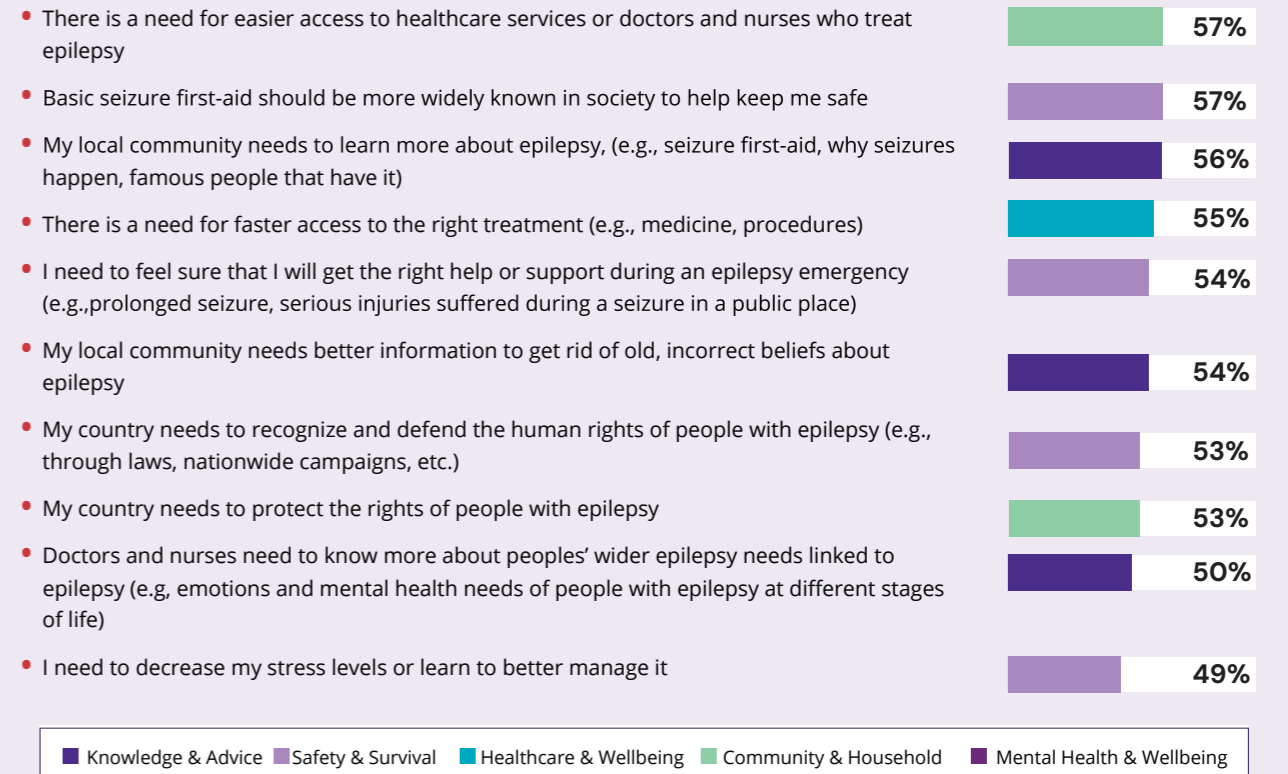 • There is a need for easier access to healthcare services or doctors and nurses who treat
epilepsy
57%
• Basic seizure first-aid should be more widely known in society to help keep me safe
57%
• My local community needs to learn more about epilepsy, (e.g., seizure first-aid, why seizures
happen, famous people that have it)
56%
• There is a need for faster access to the right treatment (e.g., medicine, procedures)
55%
• I need to feel sure that I will get the right help or support during an epilepsy emergency
(e.g.,prolonged seizure, serious injuries suffered during a seizure in a public place)
54%
• My local community needs better information to get rid of old, incorrect beliefs about
epilepsy
54%
• My country needs to recognize and defend the human rights of people with epilepsy (e.g.,
through laws, nationwide campaigns, etc.)
53%
• My country needs to protect the rights of people with epilepsy
53%
• Doctors and nurses need to know more about peoples’ wider epilepsy needs linked to
epilepsy (e.g, emotions and mental health needs of people with epilepsy at different stages
of life)
50%
• I need to decrease my stress levels or learn to better manage it
49%
Knowledge & Advice Safety & Survival Healthcare & Wellbeing Community & Household Mental Health & Wellbeing